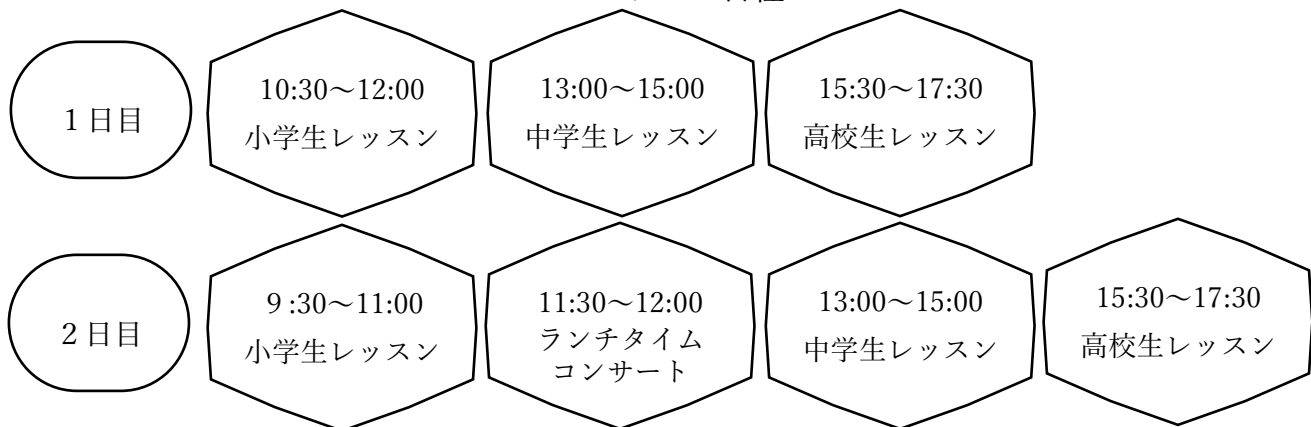 1日目
10:30～12:00
小学生レッスン
13:00～15:00
中学生レッスン
15:30～17:30
高校生レッスン
2日目
9:30～11:00
小学生レッスン
11:30～12:00
ランチタイム
コンサート
13:00～15:00
中学生レッスン
15:30～17:30
高校生レッスン